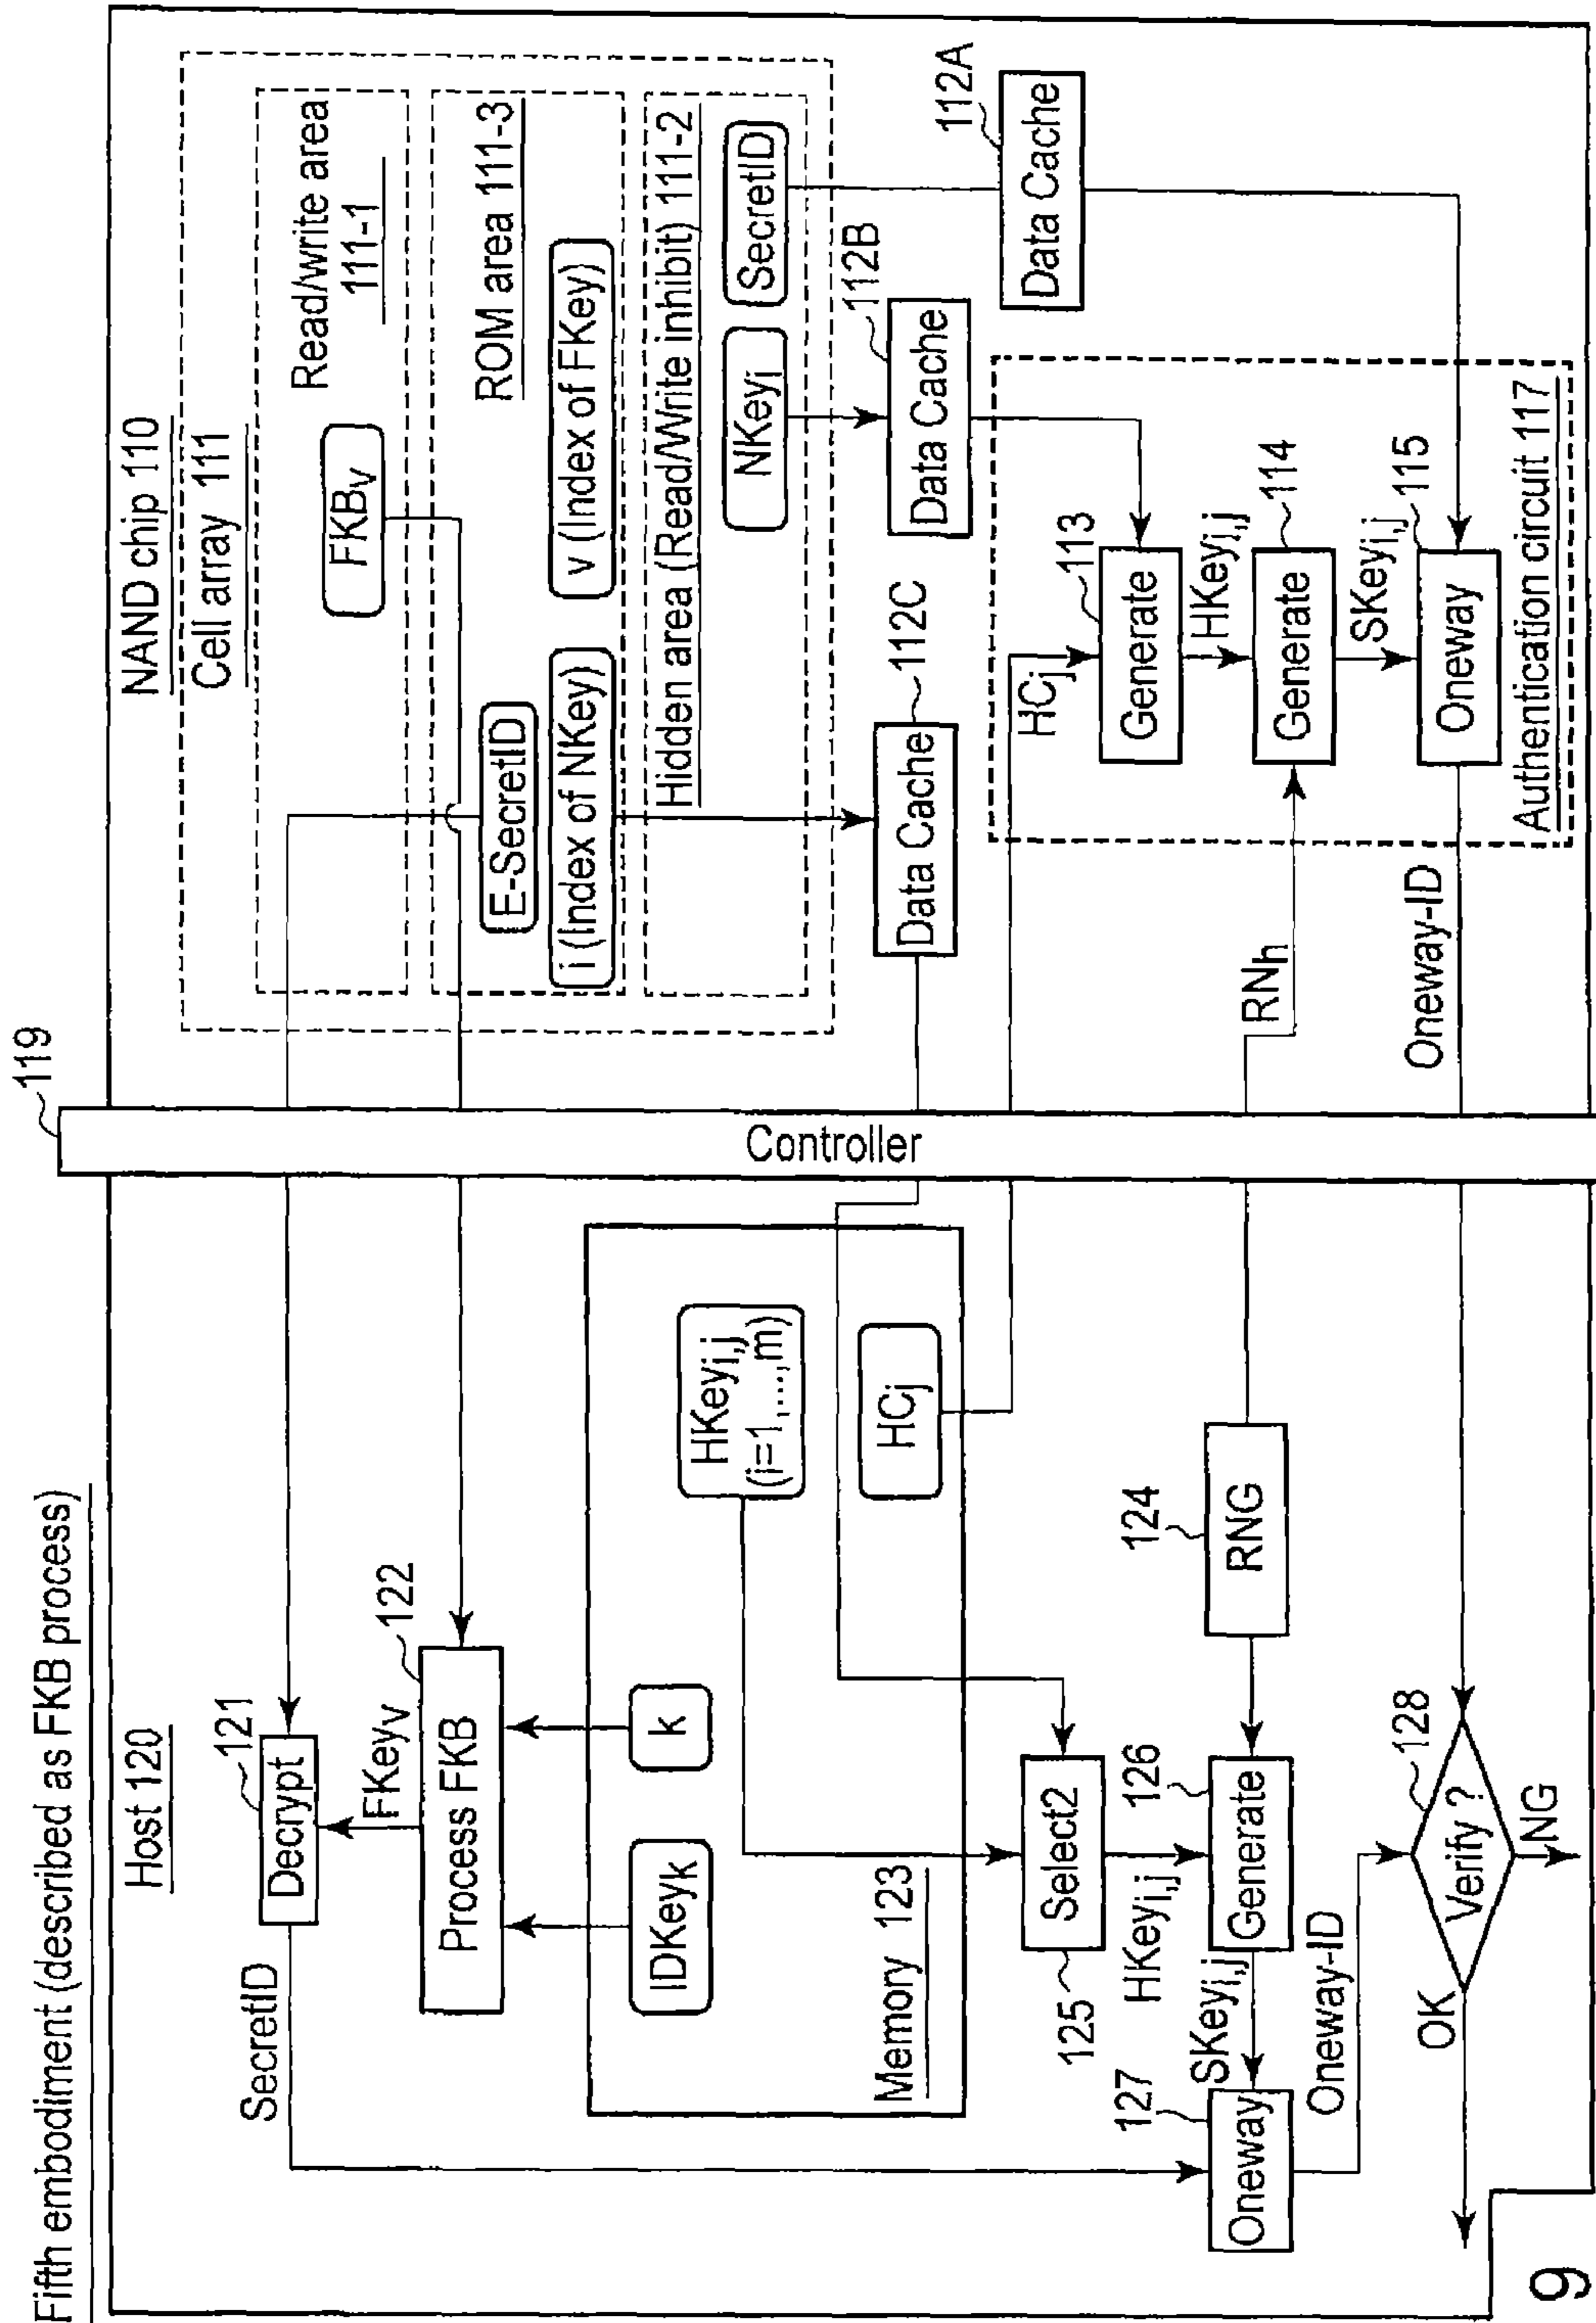 Fifth embodiment (described as FKB process)
Host 120
SecretID
Decrypt
121
FKeyv
Process FKB
122
IDKeyk
k
Memory 123
HKeyi,j
(i=1,...,m)
HCj
Select2
125
HKeyi,j
RNG
124
Generate
126
SKeyi,j
Oneway
127
Oneway-ID
Verify ?
128
OK
NG
Controller
119
NAND chip 110
Cell array 111
Read/write area
111-1
FKBv
ROM area 111-3
E-SecretID
i (Index of NKey)
v (Index of FKey)
Hidden area (Read/Write inhibit) 111-2
NKeyi
SecretID
Data Cache
112C
Data Cache
112B
Data Cache
112A
HCj
Generate
113
HKeyi,j
RNh
Generate
114
SKeyi,j
Oneway
115
Oneway-ID
Authentication circuit 117
9